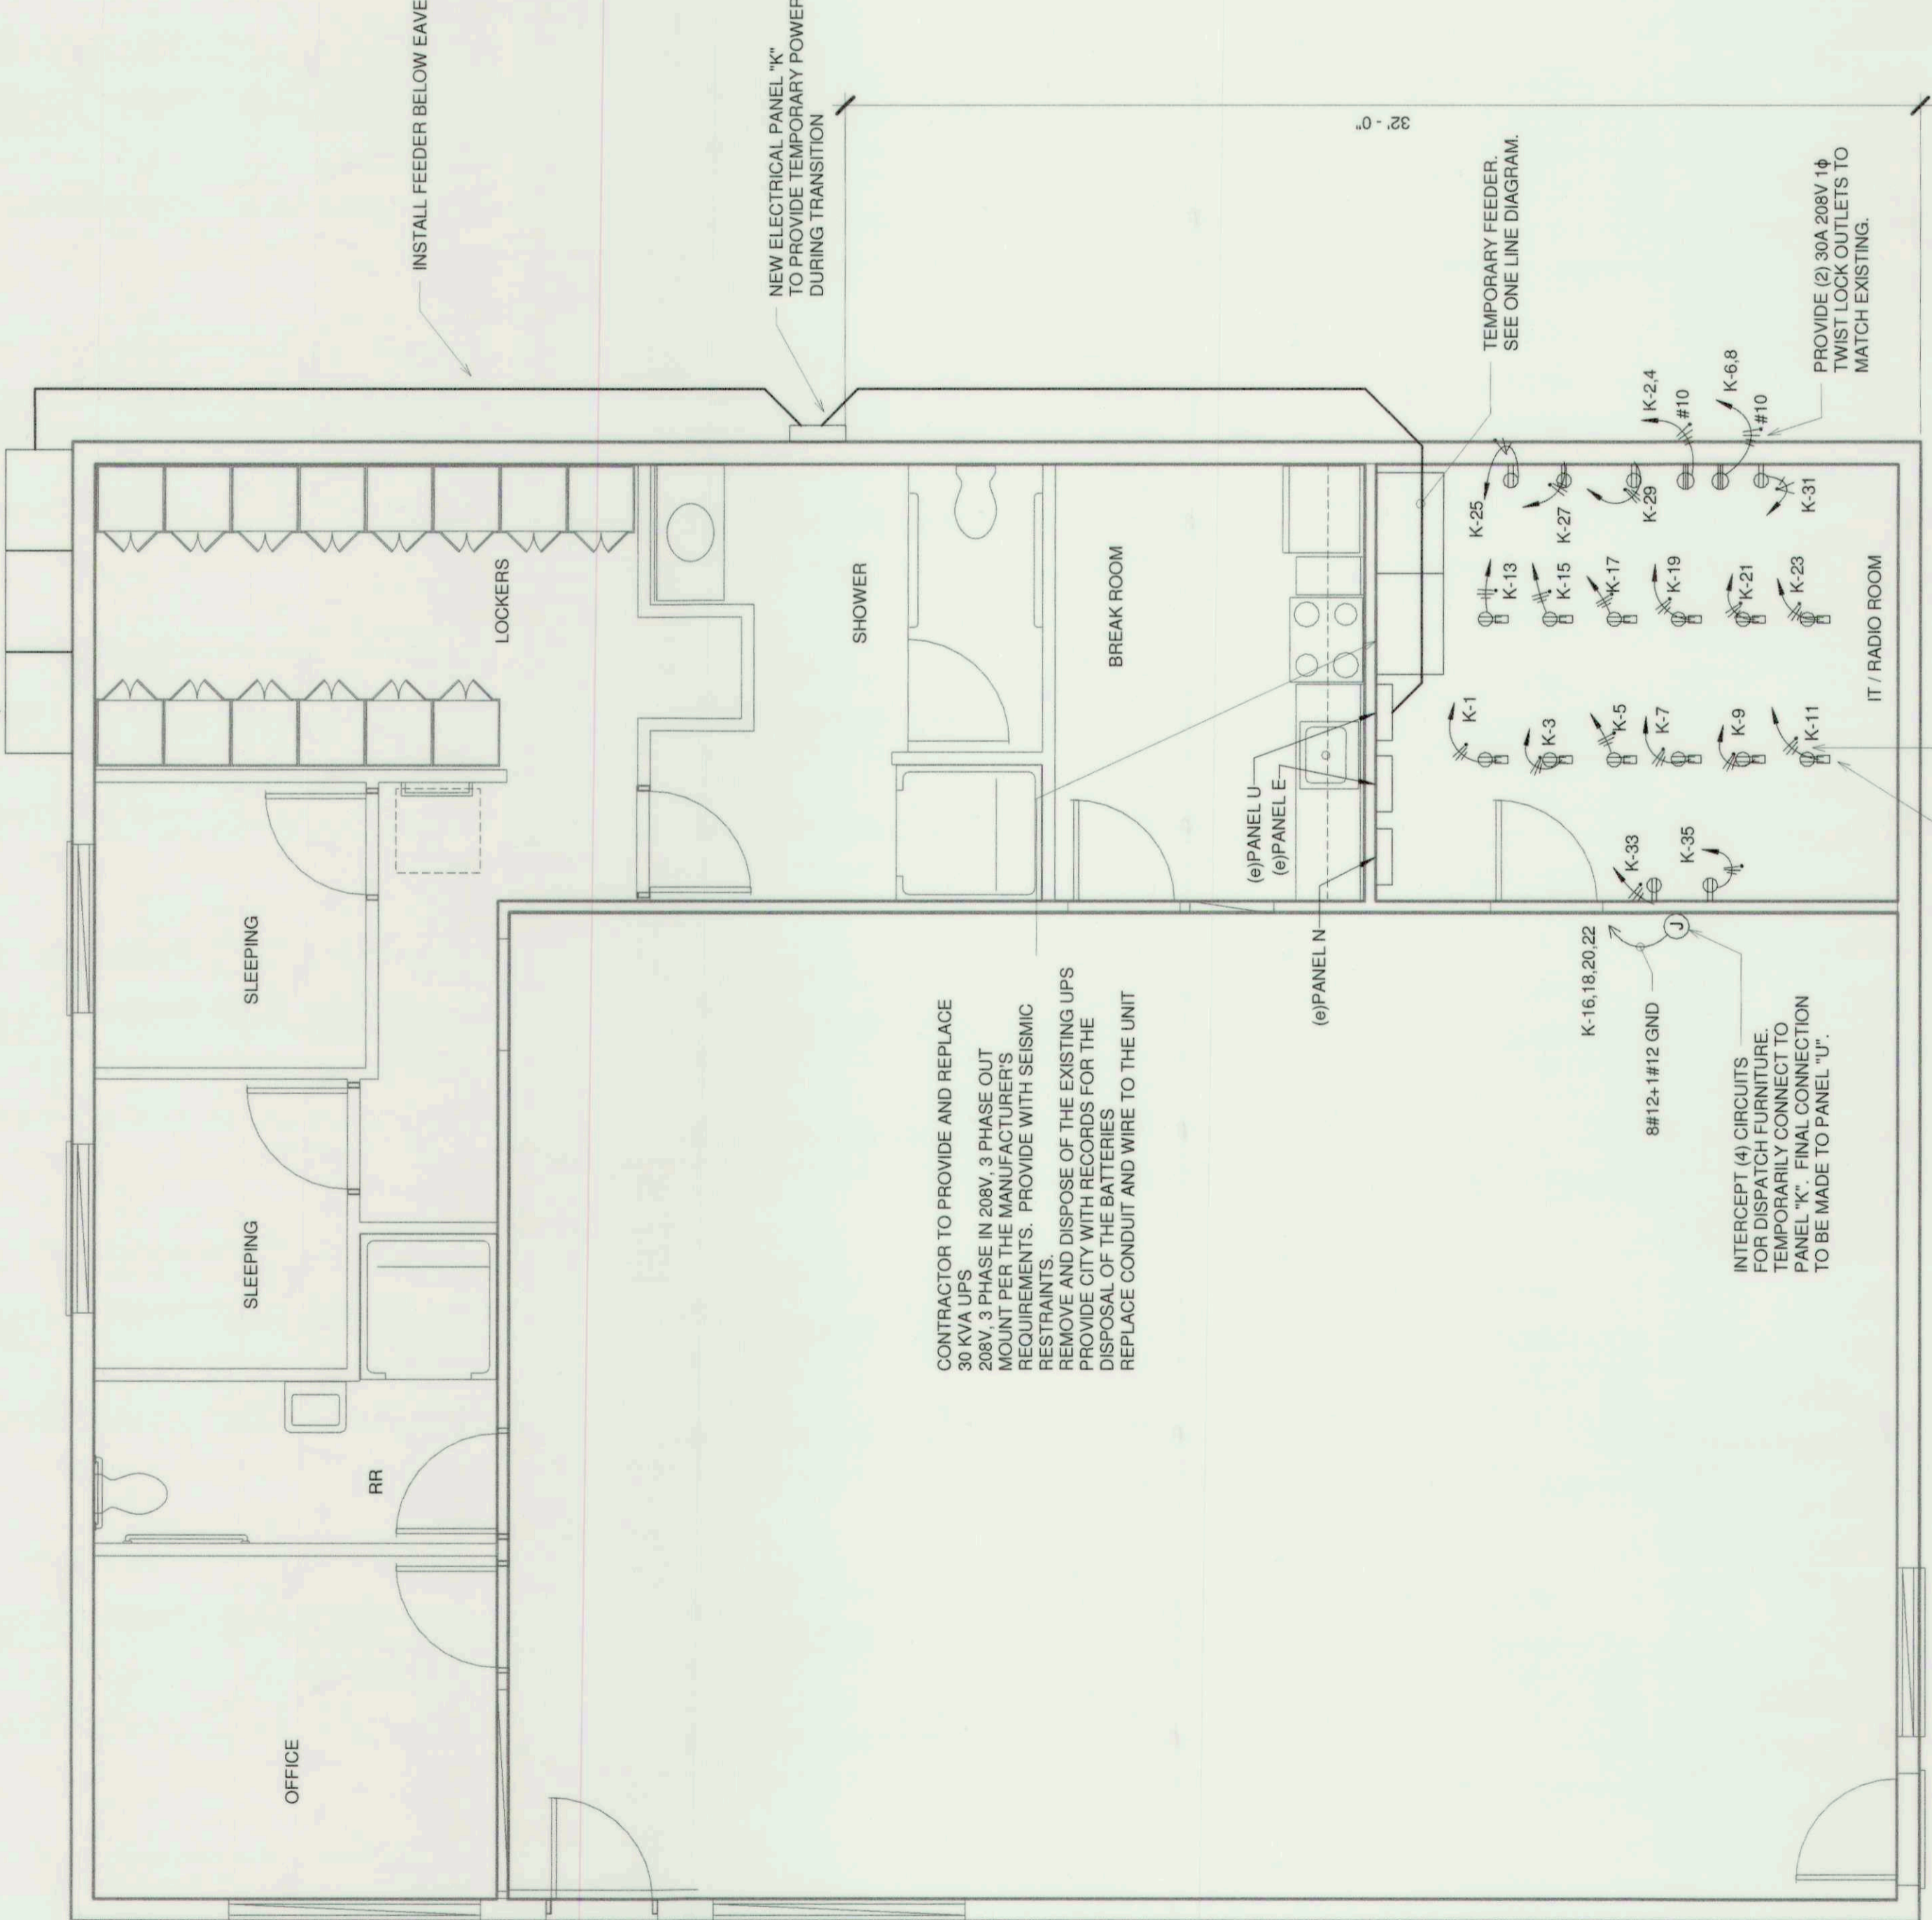 INSTALL FEEDER BELOW EAVE
NEW ELECTRICAL PANEL "K"
TO PROVIDE TEMPORARY POWER
DURING TRANSITION
32' - 0"
TEMPORARY FEEDER.
SEE ONE LINE DIAGRAM.
PROVIDE (2) 30A 208V 1ϕ
TWIST LOCK OUTLETS TO
MATCH EXISTING.
LOCKERS
SHOWER
BREAK ROOM
IT / RADIO ROOM
K-2,4
#10
K-6,8
#10
K-25
K-27
K-29
K-31
K-13
K-15
K-17
K-19
K-21
K-23
K-1
K-3
K-5
K-7
K-9
K-11
K-33
K-35
(e)PANEL U
(e)PANEL E
(e)PANEL N
SLEEPING
SLEEPING
RR
OFFICE
CONTRACTOR TO PROVIDE AND REPLACE
30 KVA UPS
208V, 3 PHASE IN 208V, 3 PHASE OUT
MOUNT PER THE MANUFACTURER'S
REQUIREMENTS. PROVIDE WITH SEISMIC
RESTRAINTS.
REMOVE AND DISPOSE OF THE EXISTING UPS
PROVIDE CITY WITH RECORDS FOR THE
DISPOSAL OF THE BATTERIES
REPLACE CONDUIT AND WIRE TO THE UNIT
K-16,18,20,22
J
8#12+1#12 GND
INTERCEPT (4) CIRCUITS
FOR DISPATCH FURNITURE.
TEMPORARILY CONNECT TO
PANEL "K". FINAL CONNECTION
TO BE MADE TO PANEL "U".